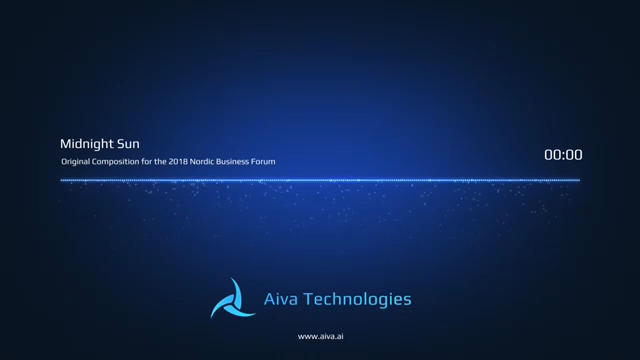 Midnight Sun
Original Composition for the 2018 Nordic Business Forum
00:00
Aiva Technologies
www.aiva.ai